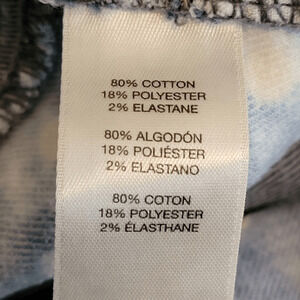 80% COTTON
18% POLYESTER
2% ELASTANE
80% ALGODÓN
18% POLIÉSTER
2% ELASTANO
80% COTON
18% POLYESTER
2% ÉLASTHANE